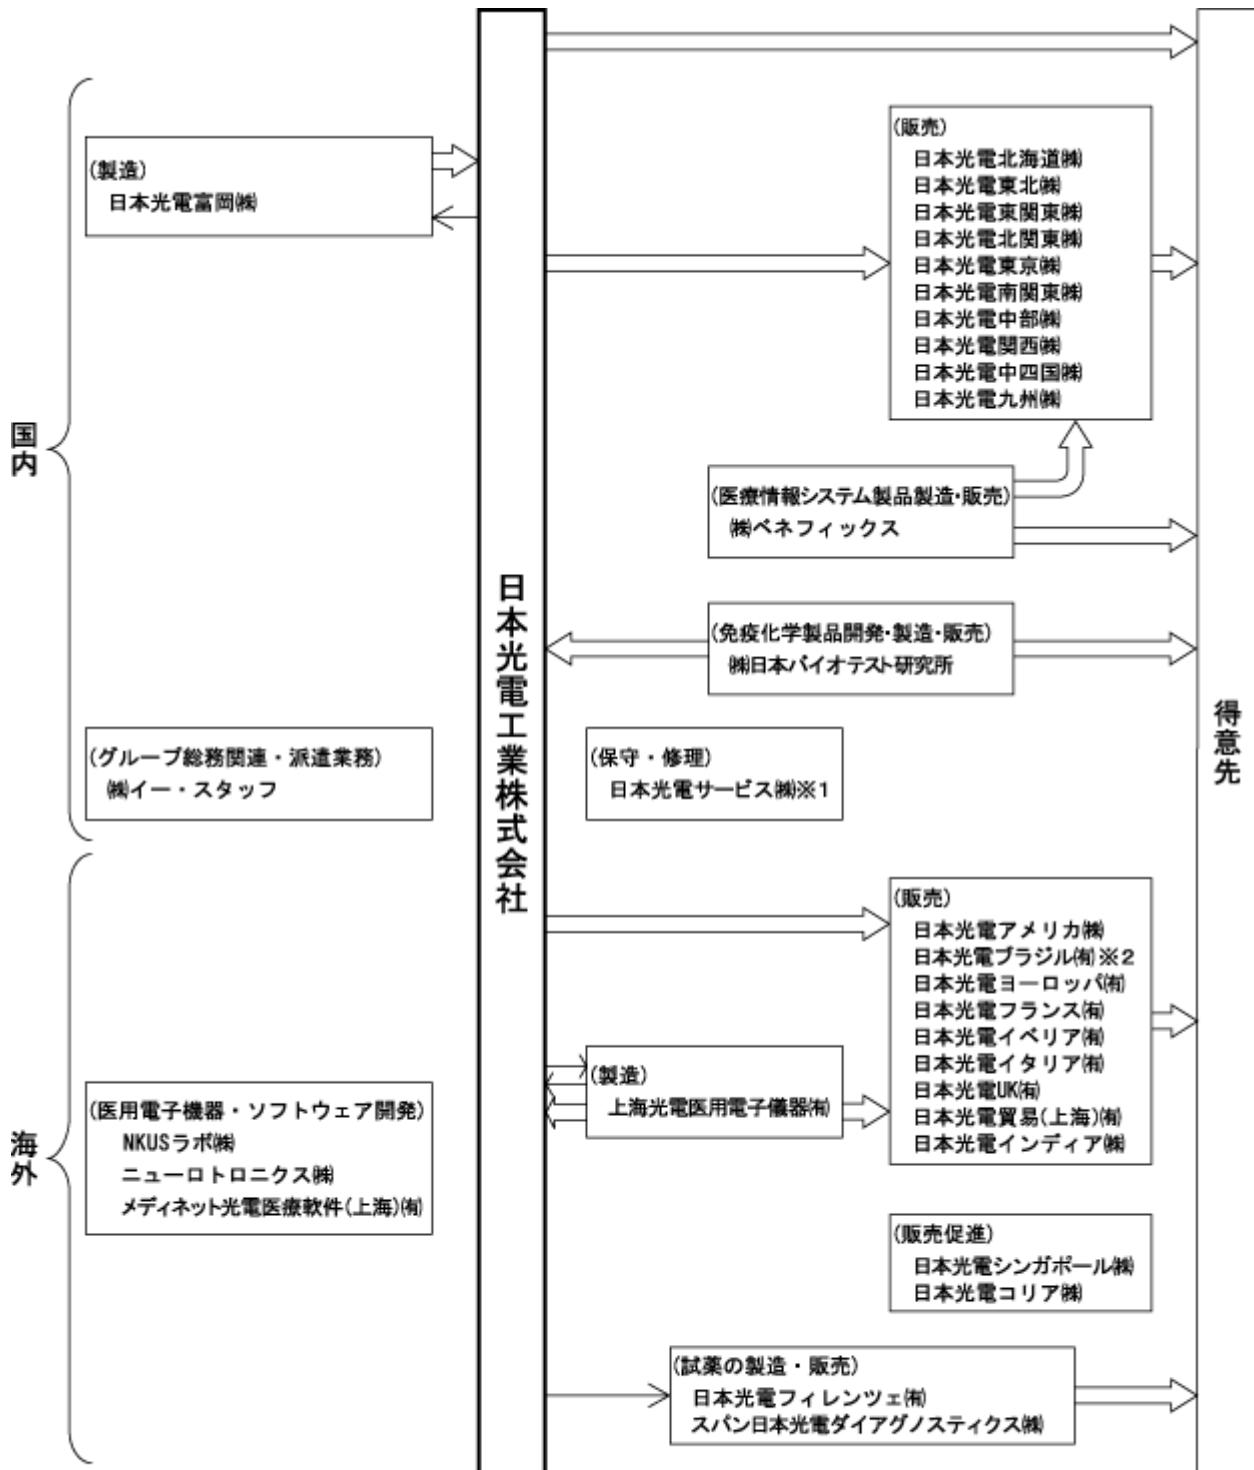 国内
(製造)
日本光電富岡㈱
(グループ総務関連・派遣業務)
㈱イー・スタッフ
日本光電工業株式会社
(販売)
日本光電北海道㈱
日本光電東北㈱
日本光電東関東㈱
日本光電北関東㈱
日本光電東京㈱
日本光電南関東㈱
日本光電中部㈱
日本光電関西㈱
日本光電中四国㈱
日本光電九州㈱
(医療情報システム製品製造・販売)
㈱ベネフィックス
(免疫化学製品開発・製造・販売)
㈱日本バイオテスト研究所
(保守・修理)
日本光電サービス㈱※1
得意先
海外
(医用電子機器・ソフトウェア開発)
NKUSラボ㈱
ニューロトロニクス㈱
メディネット光電医療軟件(上海)㈲
(販売)
日本光電アメリカ㈱
日本光電ブラジル㈲※2
日本光電ヨーロッパ㈲
日本光電フランス㈲
日本光電イベリア㈲
日本光電イタリア㈲
日本光電UK㈲
日本光電貿易(上海)㈲
日本光電インディア㈱
(製造)
上海光電医用電子儀器㈲
(販売促進)
日本光電シンガポール㈱
日本光電コリア㈱
(試薬の製造・販売)
日本光電フィレンツェ㈲
スパン日本光電ダイアグノスティクス㈱